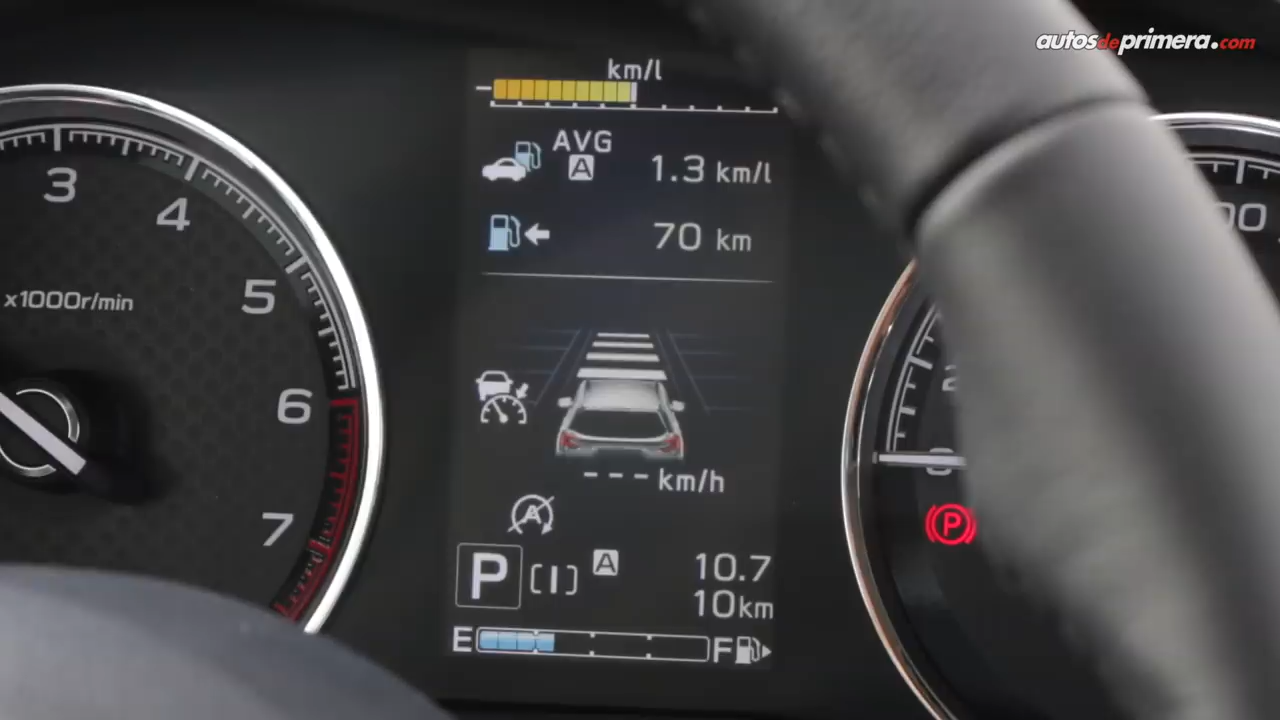 autosdeprimera.com
km/l
AVG
A 1.3 km/l
70 km
3
4
5
x1000r/min
6
7
--- km/h
A
P [I] A 10.7
10km
E F
P